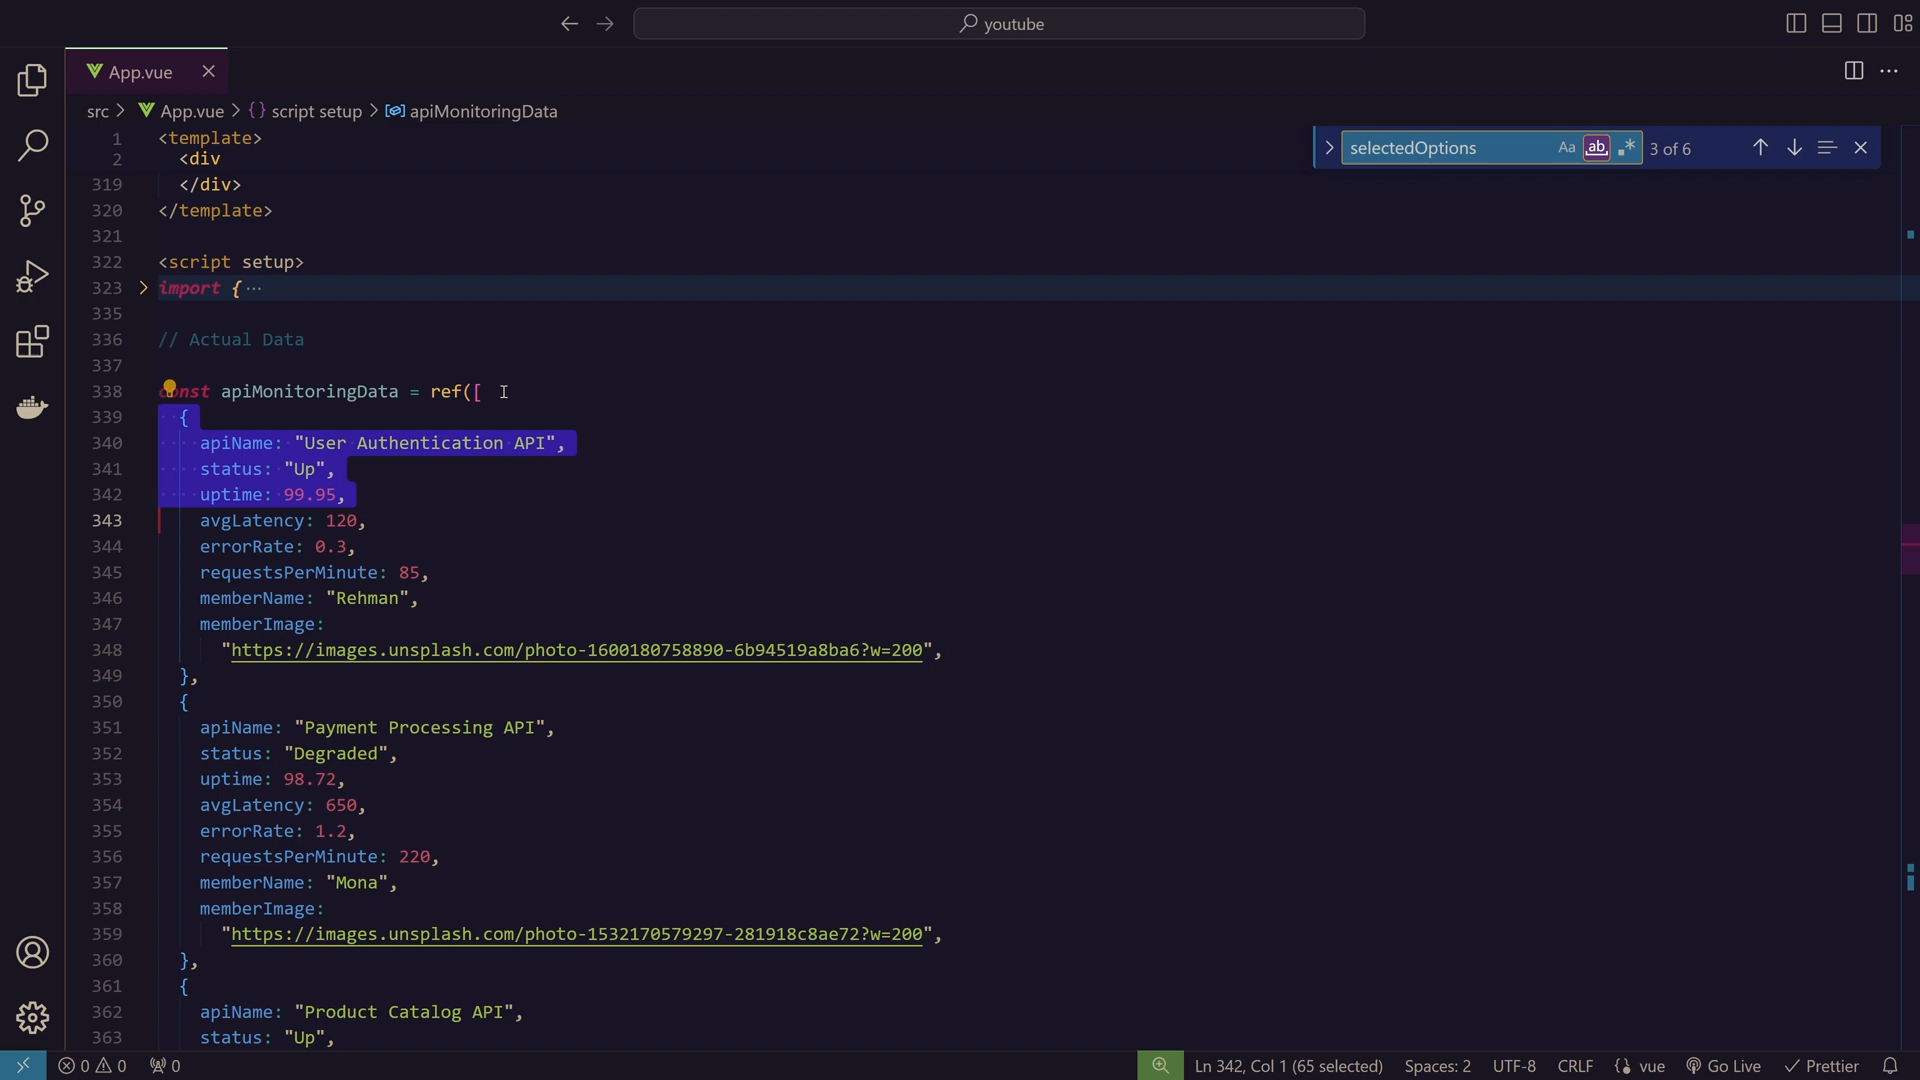 youtube
App.vue
src > App.vue > {} script setup > apiMonitoringData
selectedOptions Aa ab .* 3 of 6
1 <template>
2 <div
319 </div>
320 </template>
321
322 <script setup>
323 import { ···
335
336 // Actual Data
337
338 const apiMonitoringData = ref([
339 {
340 apiName: "User Authentication API",
341 status: "Up",
342 uptime: 99.95,
343 avgLatency: 120,
344 errorRate: 0.3,
345 requestsPerMinute: 85,
346 memberName: "Rehman",
347 memberImage:
348 "https://images.unsplash.com/photo-1600180758890-6b94519a8ba6?w=200",
349 },
350 {
351 apiName: "Payment Processing API",
352 status: "Degraded",
353 uptime: 98.72,
354 avgLatency: 650,
355 errorRate: 1.2,
356 requestsPerMinute: 220,
357 memberName: "Mona",
358 memberImage:
359 "https://images.unsplash.com/photo-1532170579297-281918c8ae72?w=200",
360 },
361 {
362 apiName: "Product Catalog API",
363 status: "Up",
0 0 0 Ln 342, Col 1 (65 selected) Spaces: 2 UTF-8 CRLF {} vue Go Live Prettier